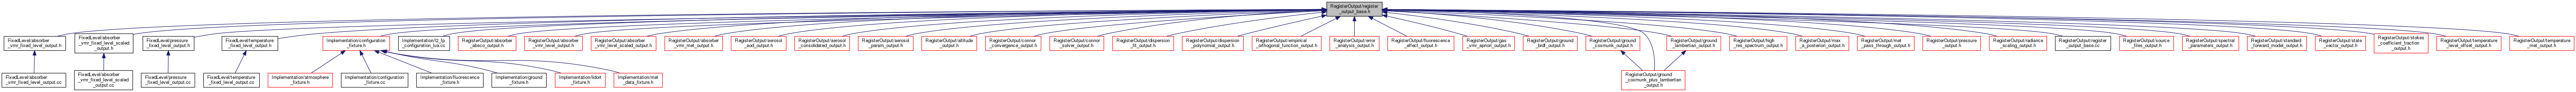 RegisterOutput/register
_output_base.h
FixedLevel/absorber
_vmr_fixed_level_output.h
FixedLevel/absorber
_vmr_fixed_level_scaled
_output.h
FixedLevel/pressure
_fixed_level_output.h
FixedLevel/temperature
_fixed_level_output.h
Implementation/configuration
_fixture.h
Implementation/l2_fp
_configuration_lua.cc
RegisterOutput/absorber
_absco_output.h
RegisterOutput/absorber
_vmr_level_output.h
RegisterOutput/absorber
_vmr_level_scaled_output.h
RegisterOutput/absorber
_vmr_met_output.h
RegisterOutput/aerosol
_aod_output.h
RegisterOutput/aerosol
_consolidated_output.h
RegisterOutput/aerosol
_param_output.h
RegisterOutput/altitude
_output.h
RegisterOutput/connor
_convergence_output.h
RegisterOutput/connor
_solver_output.h
RegisterOutput/dispersion
_fit_output.h
RegisterOutput/dispersion
_polynomial_output.h
RegisterOutput/empirical
_orthogonal_function_output.h
RegisterOutput/error
_analysis_output.h
RegisterOutput/fluorescence
_effect_output.h
RegisterOutput/gas
_vmr_apriori_output.h
RegisterOutput/ground
_brdf_output.h
RegisterOutput/ground
_coxmunk_output.h
RegisterOutput/ground
_lambertian_output.h
RegisterOutput/high
_res_spectrum_output.h
RegisterOutput/max
_a_posteriori_output.h
RegisterOutput/met
_pass_through_output.h
RegisterOutput/pressure
_output.h
RegisterOutput/radiance
_scaling_output.h
RegisterOutput/register
_output_base.cc
RegisterOutput/source
_files_output.h
RegisterOutput/spectral
_parameters_output.h
RegisterOutput/standard
_forward_model_output.h
RegisterOutput/state
_vector_output.h
RegisterOutput/stokes
_coefficient_fraction
_output.h
RegisterOutput/temperature
_level_offset_output.h
RegisterOutput/temperature
_met_output.h
FixedLevel/absorber
_vmr_fixed_level_output.cc
FixedLevel/absorber
_vmr_fixed_level_scaled
_output.cc
FixedLevel/pressure
_fixed_level_output.cc
FixedLevel/temperature
_fixed_level_output.cc
Implementation/atmosphere
_fixture.h
Implementation/configuration
_fixture.cc
Implementation/fluorescence
_fixture.h
Implementation/ground
_fixture.h
Implementation/lidort
_fixture.h
Implementation/met
_data_fixture.h
RegisterOutput/ground
_coxmunk_plus_lambertian
_output.h